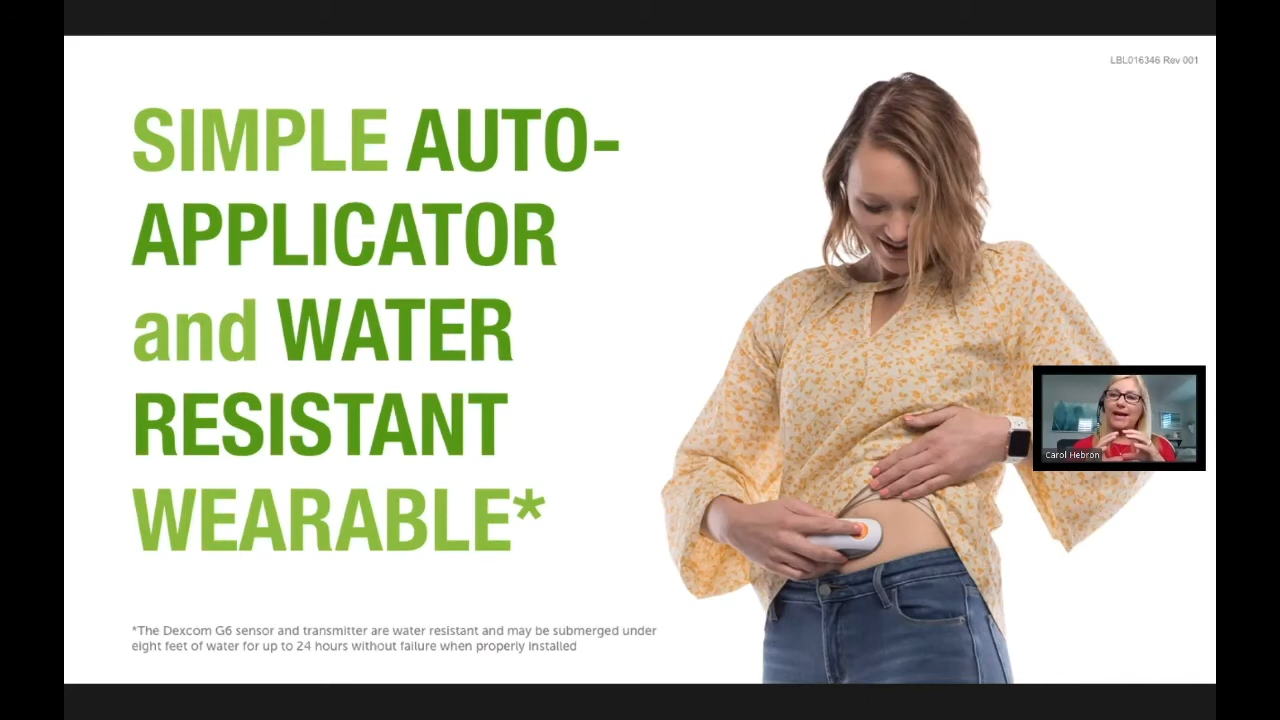 LBL016346 Rev 001
SIMPLE AUTO-
APPLICATOR
and WATER
RESISTANT
WEARABLE*
Carol Hebron
*The Dexcom G6 sensor and transmitter are water resistant and may be submerged under
eight feet of water for up to 24 hours without failure when properly installed